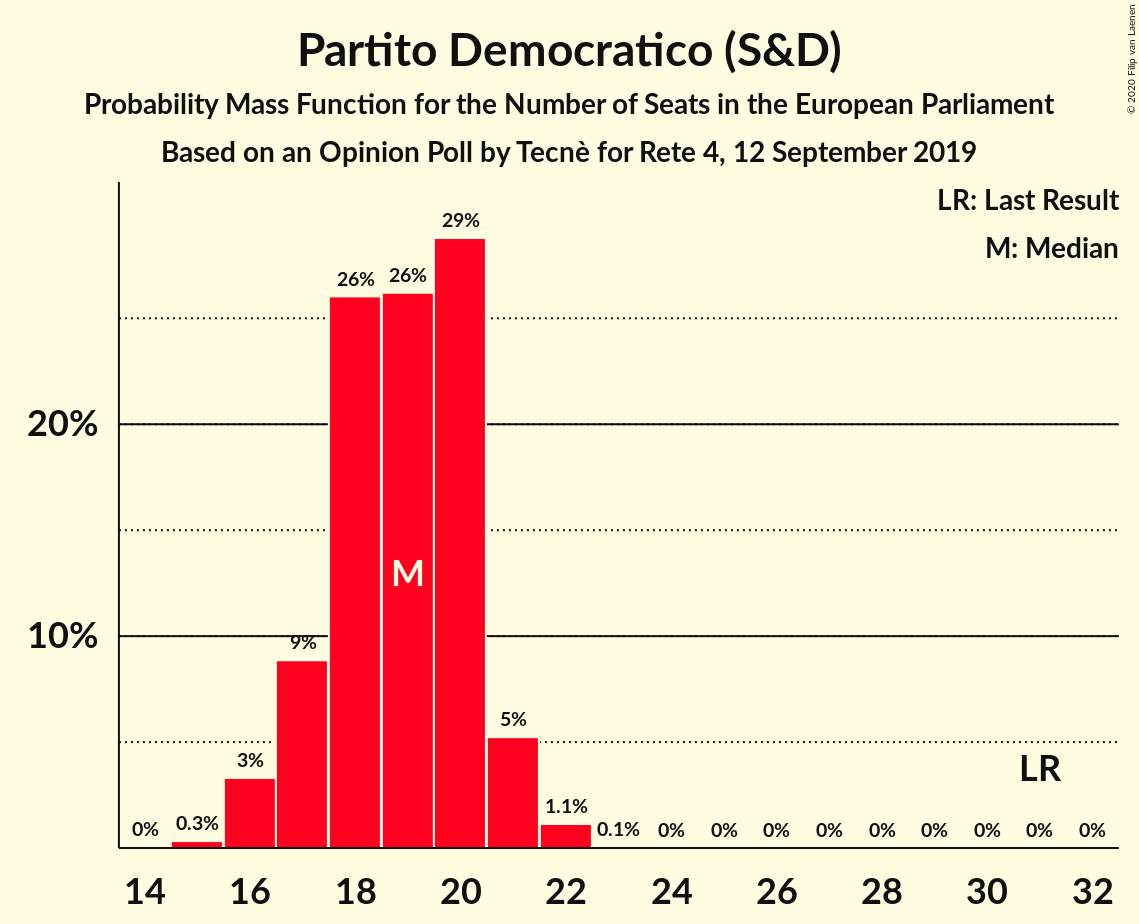 Partito Democratico (S&D)
Probability Mass Function for the Number of Seats in the European Parliament
Based on an Opinion Poll by Tecnè for Rete 4, 12 September 2019
© 2020 Filip van Laenen
LR: Last Result
M: Median
20%
10%
0%
0.3%
3%
9%
26%
26%
29%
5%
1.1%
0.1%
0%
0%
0%
0%
0%
0%
0%
0%
0%
M
LR
14 16 18 20 22 24 26 28 30 32